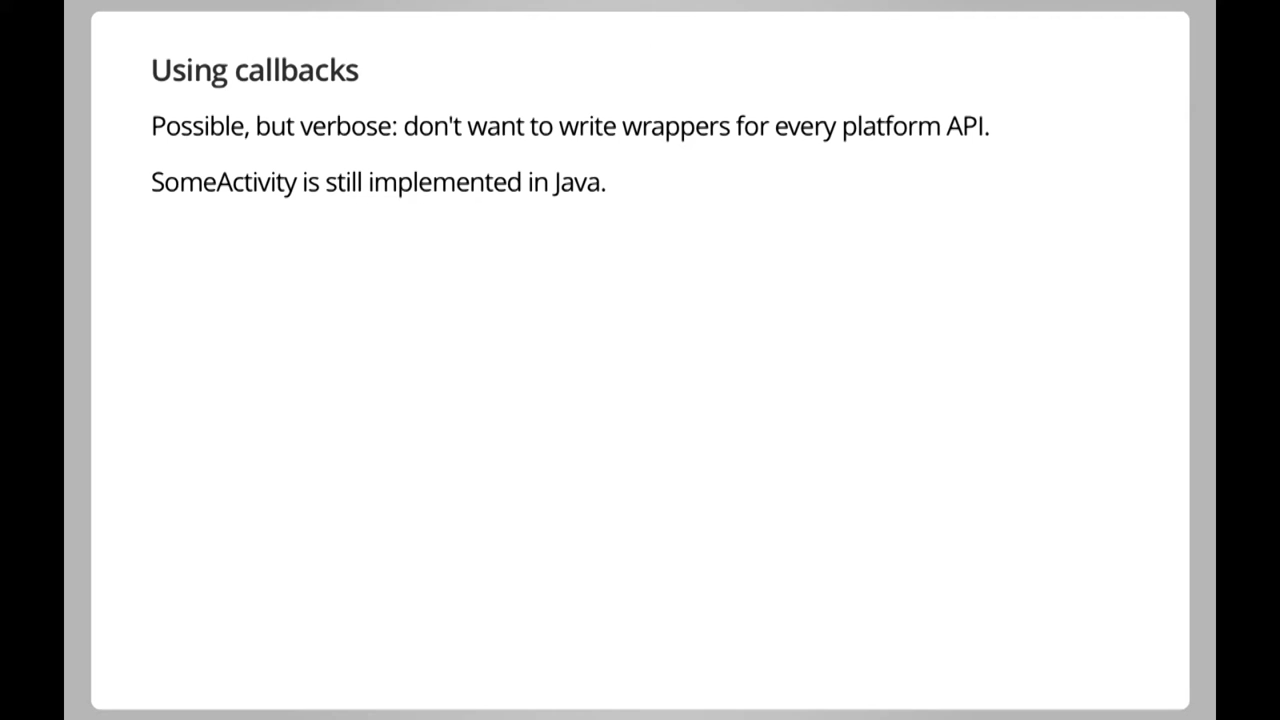 Using callbacks
Possible, but verbose: don't want to write wrappers for every platform API.
SomeActivity is still implemented in Java.